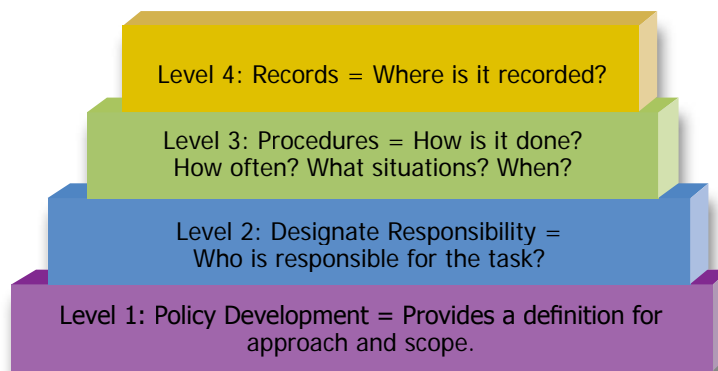 Level 4: Records = Where is it recorded?
Level 3: Procedures = How is it done?
How often? What situations? When?
Level 2: Designate Responsibility =
Who is responsible for the task?
Level 1: Policy Development = Provides a definition for
approach and scope.